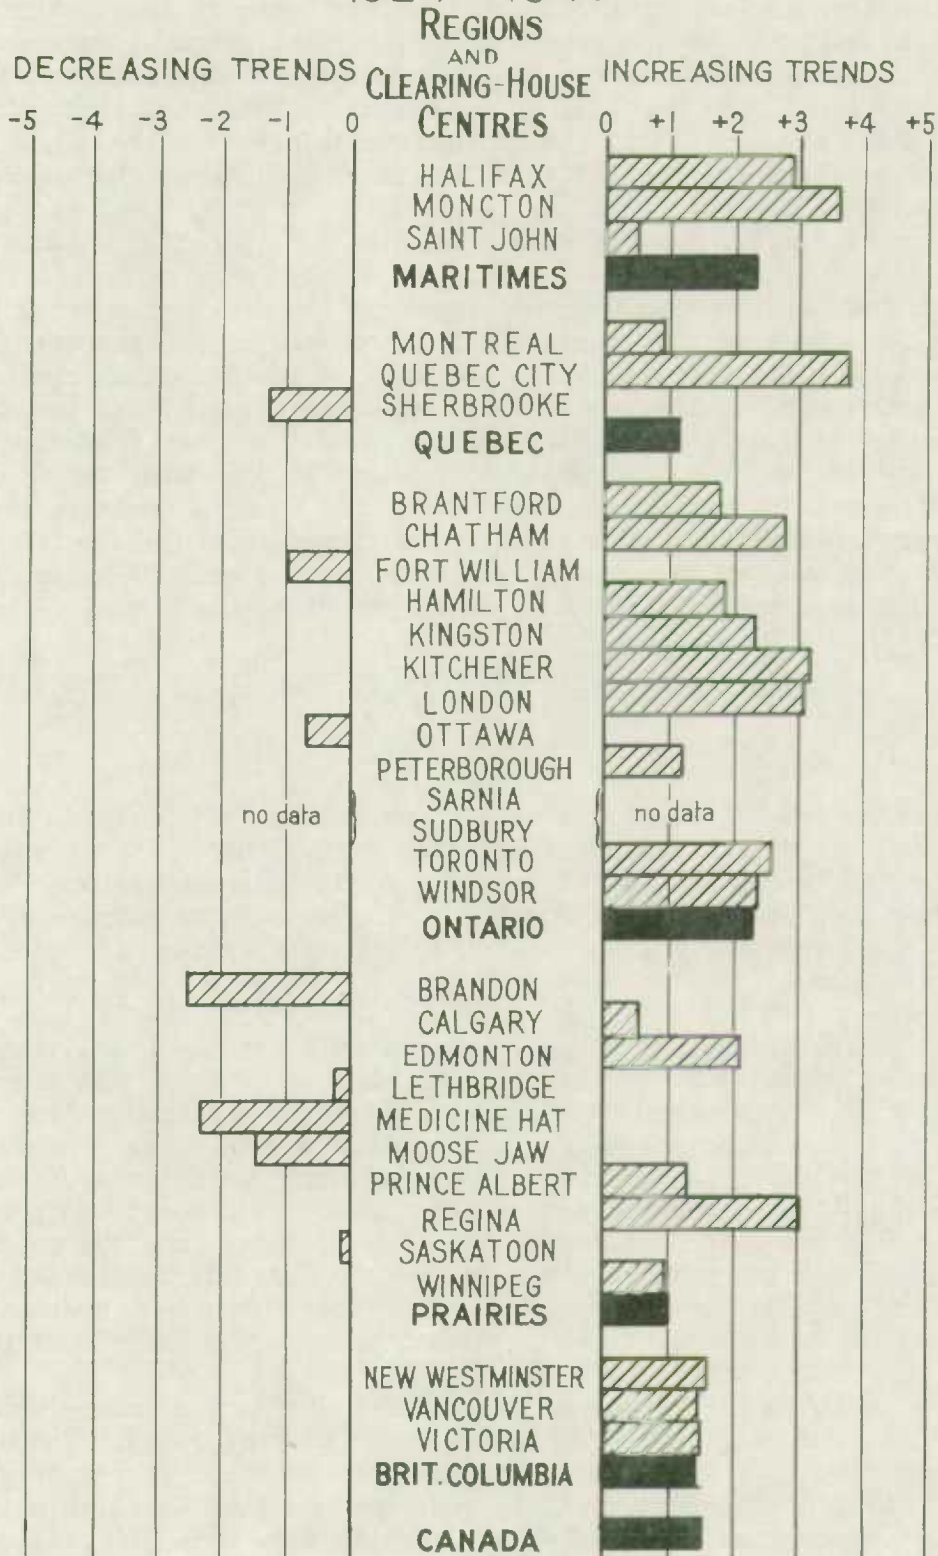 REGIONS
AND
DECREASING TRENDS CLEARING-HOUSE INCREASING TRENDS
-5 -4 -3 -2 -1 0 CENTRES 0 +1 +2 +3 +4 +5
HALIFAX
MONCTON
SAINT JOHN
MARITIMES
MONTREAL
QUEBEC CITY
SHERBROOKE
QUEBEC
BRANTFORD
CHATHAM
FORT WILLIAM
HAMILTON
KINGSTON
KITCHENER
LONDON
OTTAWA
PETERBOROUGH
SARNIA
no data no data
SUDBURY
TORONTO
WINDSOR
ONTARIO
BRANDON
CALGARY
EDMONTON
LETHBRIDGE
MEDICINE HAT
MOOSE JAW
PRINCE ALBERT
REGINA
SASKATOON
WINNIPEG
PRAIRIES
NEW WESTMINSTER
VANCOUVER
VICTORIA
BRIT. COLUMBIA
CANADA